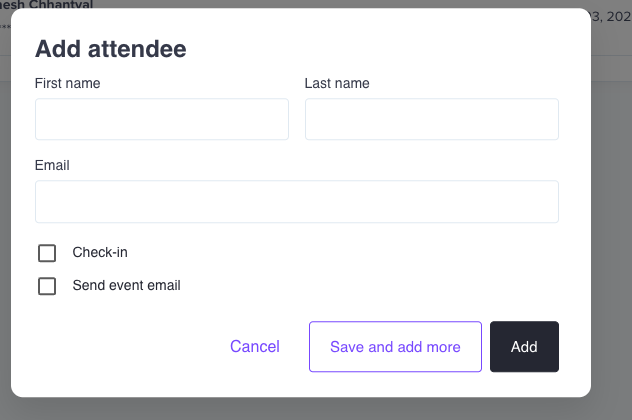 Chhantyal
3, 202
Add attendee
First name
Last name
Email
Check-in
Send event email
Cancel
Save and add more
Add